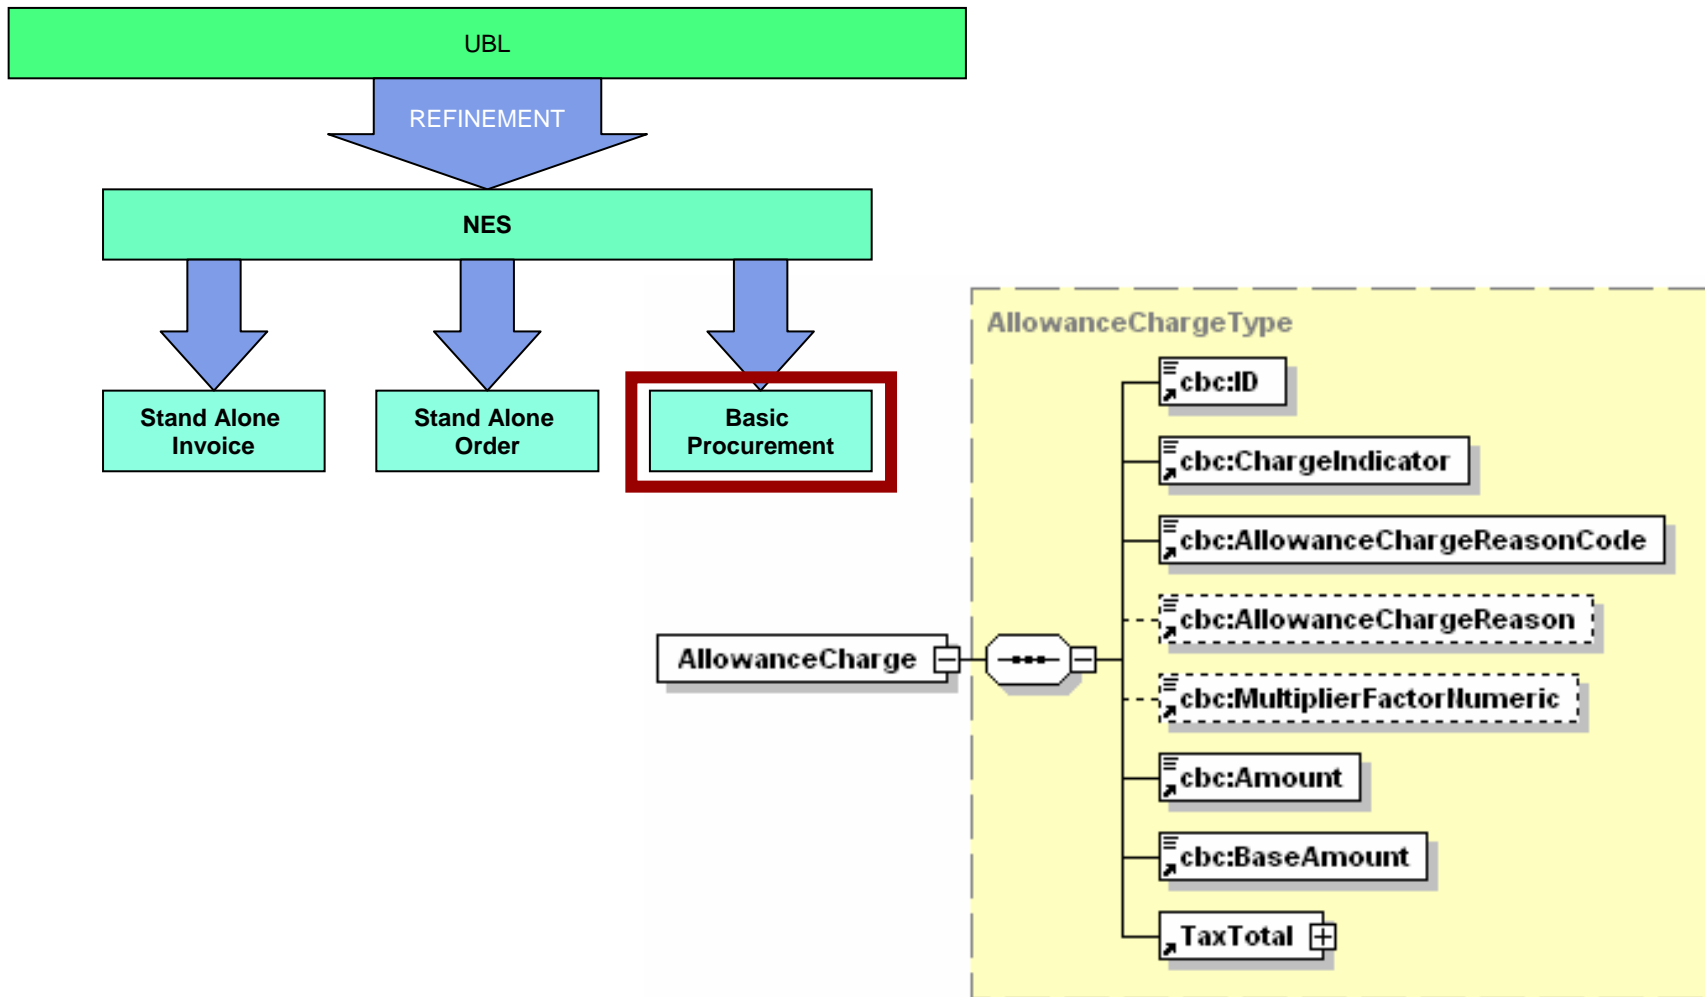 UBL
REFINEMENT
NES
Stand Alone
Invoice
Stand Alone
Order
Basic
Procurement
AllowanceChargeType
cbc:ID
cbc:ChargeIndicator
cbc:AllowanceChargeReasonCode
cbc:AllowanceChargeReason
AllowanceCharge
cbc:MultiplierFactorNumeric
cbc:Amount
cbc:BaseAmount
TaxTotal